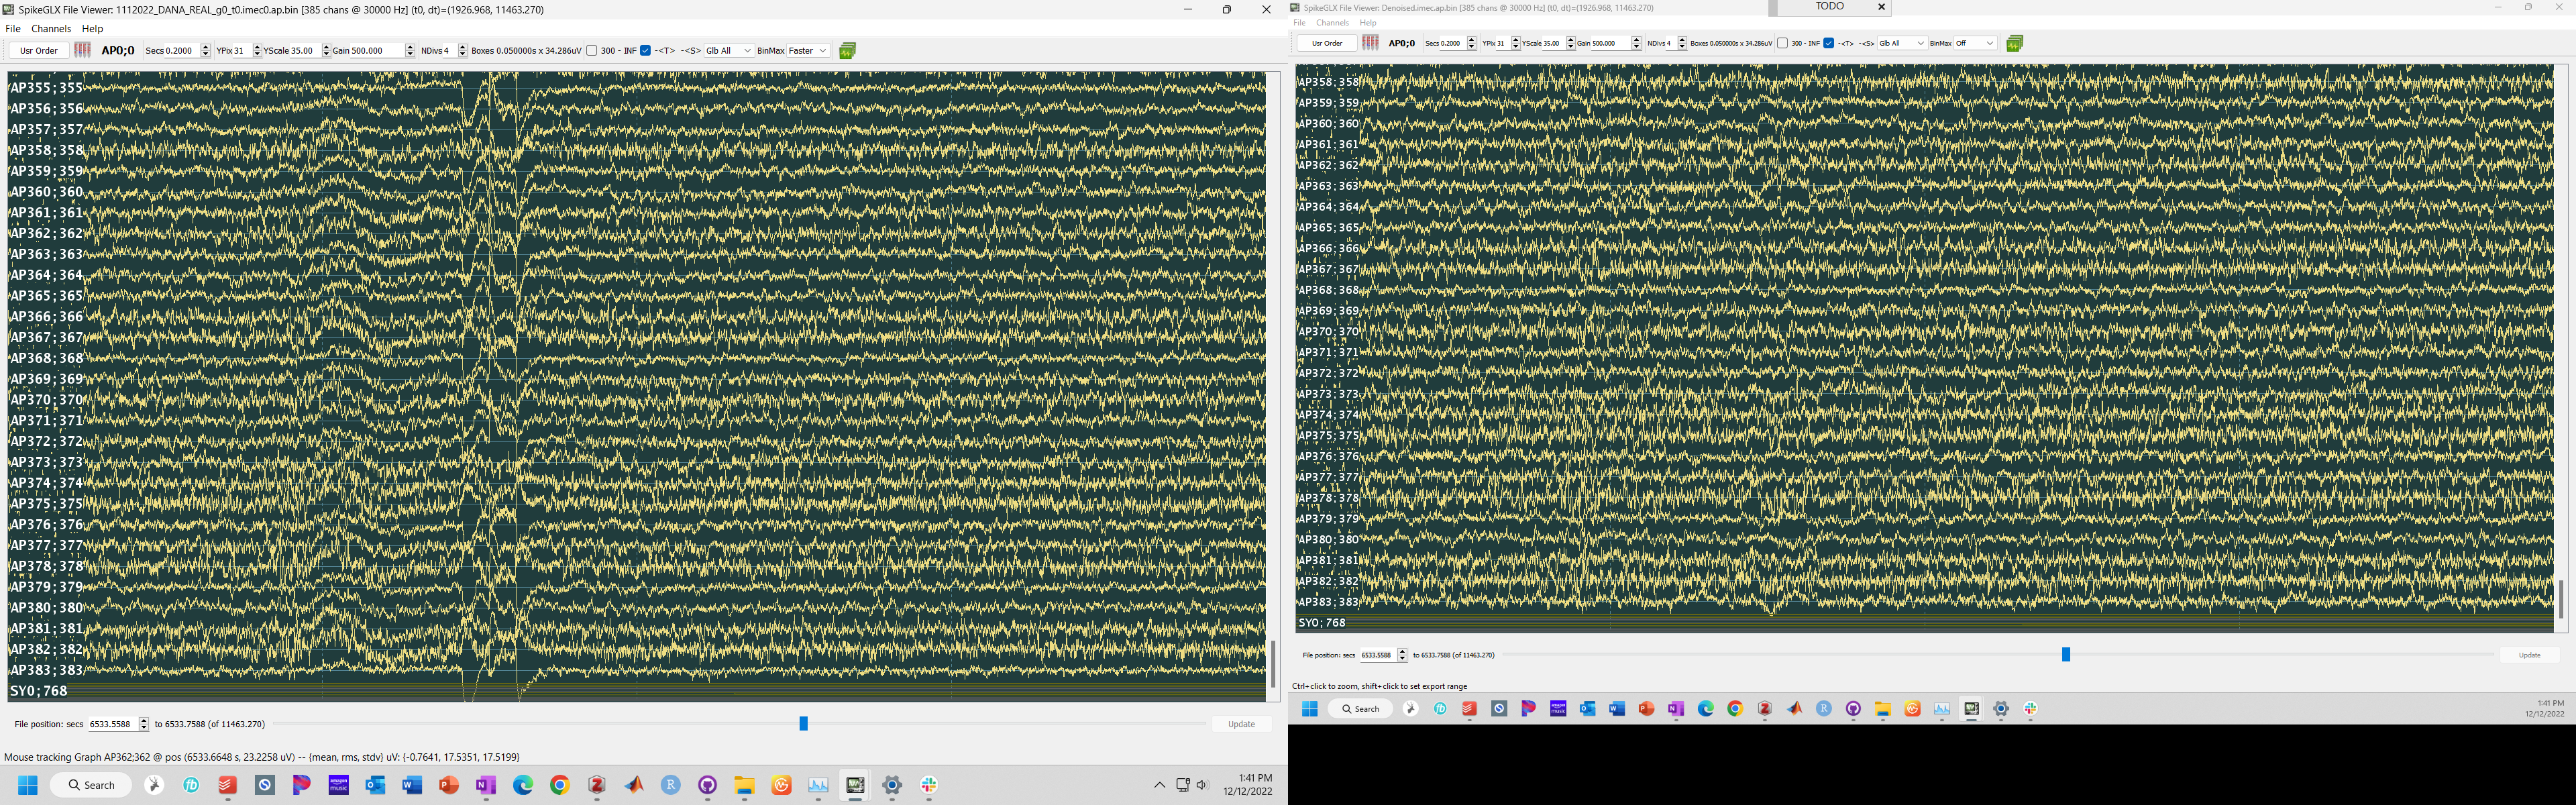 SpikeGLX File Viewer: 1112022_DANA_REAL_g0_t0.imec0.ap.bin [385 chans @ 30000 Hz] (t0, dt)=(1926.968, 11463.270)
File Channels Help
Usr Order AP0;0 Secs 0.2000 YPix 31 YScale 35.00 Gain 500.000 NDivs 4 Boxes 0.050000s x 34.286uV 300 - INF -<T> -<S> Glb All BinMax Faster
AP355;355
AP356;356
AP357;357
AP358;358
AP359;359
AP360;360
AP361;361
AP362;362
AP363;363
AP364;364
AP365;365
AP366;366
AP367;367
AP368;368
AP369;369
AP370;370
AP371;371
AP372;372
AP373;373
AP374;374
AP375;375
AP376;376
AP377;377
AP378;378
AP379;379
AP380;380
AP381;381
AP382;382
AP383;383
SY0;768
File position: secs 6533.5588 to 6533.7588 (of 11463.270) Update
Mouse tracking Graph AP362;362 @ pos (6533.6648 s, 23.2258 uV) -- {mean, rms, stdv} uV: {-0.7641, 17.5351, 17.5199}
Search
amazon music
1:41 PM
12/12/2022
SpikeGLX File Viewer: Denoised.imec.ap.bin [385 chans @ 30000 Hz] (t0, dt)=(1926.968, 11463.270)
TODO
File Channels Help
Usr Order AP0;0 Secs 0.2000 YPix 31 YScale 35.00 Gain 500.000 NDivs 4 Boxes 0.050000s x 34.286uV 300 - INF -<T> -<S> Glb All BinMax Off
AP358;358
AP359;359
AP360;360
AP361;361
AP362;362
AP363;363
AP364;364
AP365;365
AP366;366
AP367;367
AP368;368
AP369;369
AP370;370
AP371;371
AP372;372
AP373;373
AP374;374
AP375;375
AP376;376
AP377;377
AP378;378
AP379;379
AP380;380
AP381;381
AP382;382
AP383;383
SY0;768
File position: secs 6533.5588 to 6533.7588 (of 11463.270) Update
Ctrl+click to zoom, shift+click to set export range
Search
amazon music
1:41 PM
12/12/2022